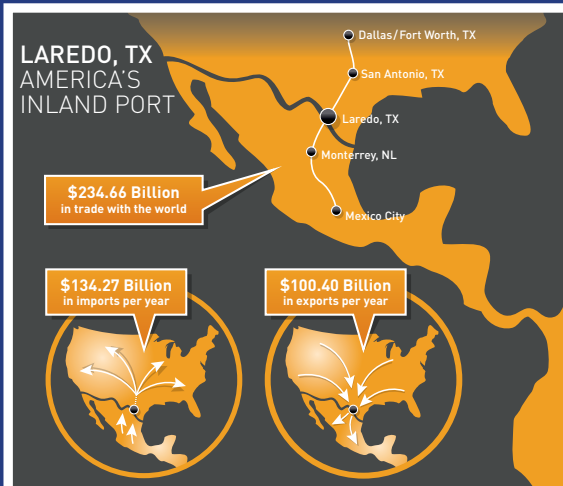 LAREDO, TX
AMERICA'S
INLAND PORT
Dallas/Fort Worth, TX
San Antonio, TX
Laredo, TX
Monterrey, NL
Mexico City
$234.66 Billion
in trade with the world
$134.27 Billion
in imports per year
$100.40 Billion
in exports per year